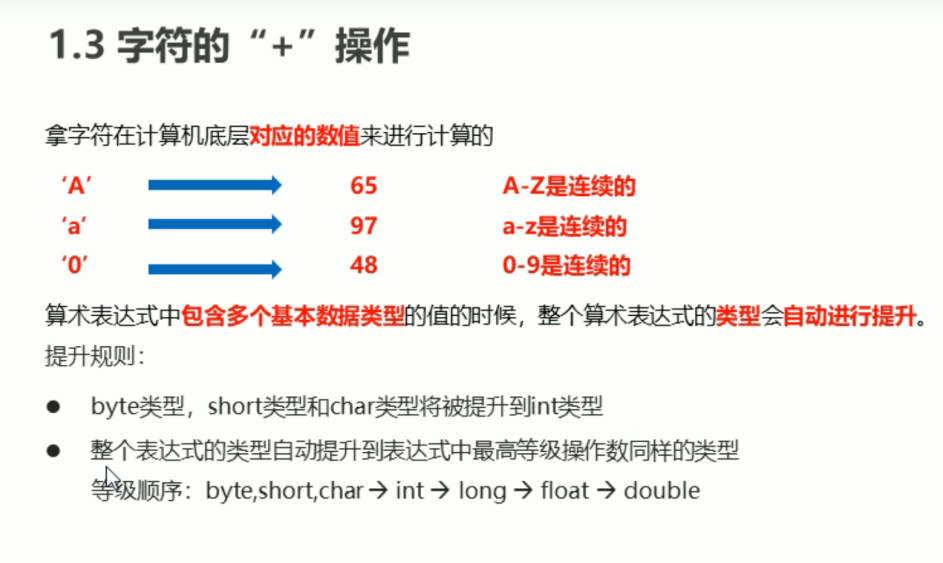 1.3 字符的“+”操作
拿字符在计算机底层对应的数值来进行计算的
‘A’ 65 A-Z是连续的
‘a’ 97 a-z是连续的
‘0’ 48 0-9是连续的
算术表达式中包含多个基本数据类型的值的时候，整个算术表达式的类型会自动进行提升。
提升规则：
● byte类型，short类型和char类型将被提升到int类型
● 整个表达式的类型自动提升到表达式中最高等级操作数同样的类型
等级顺序：byte,short,char → int → long → float → double